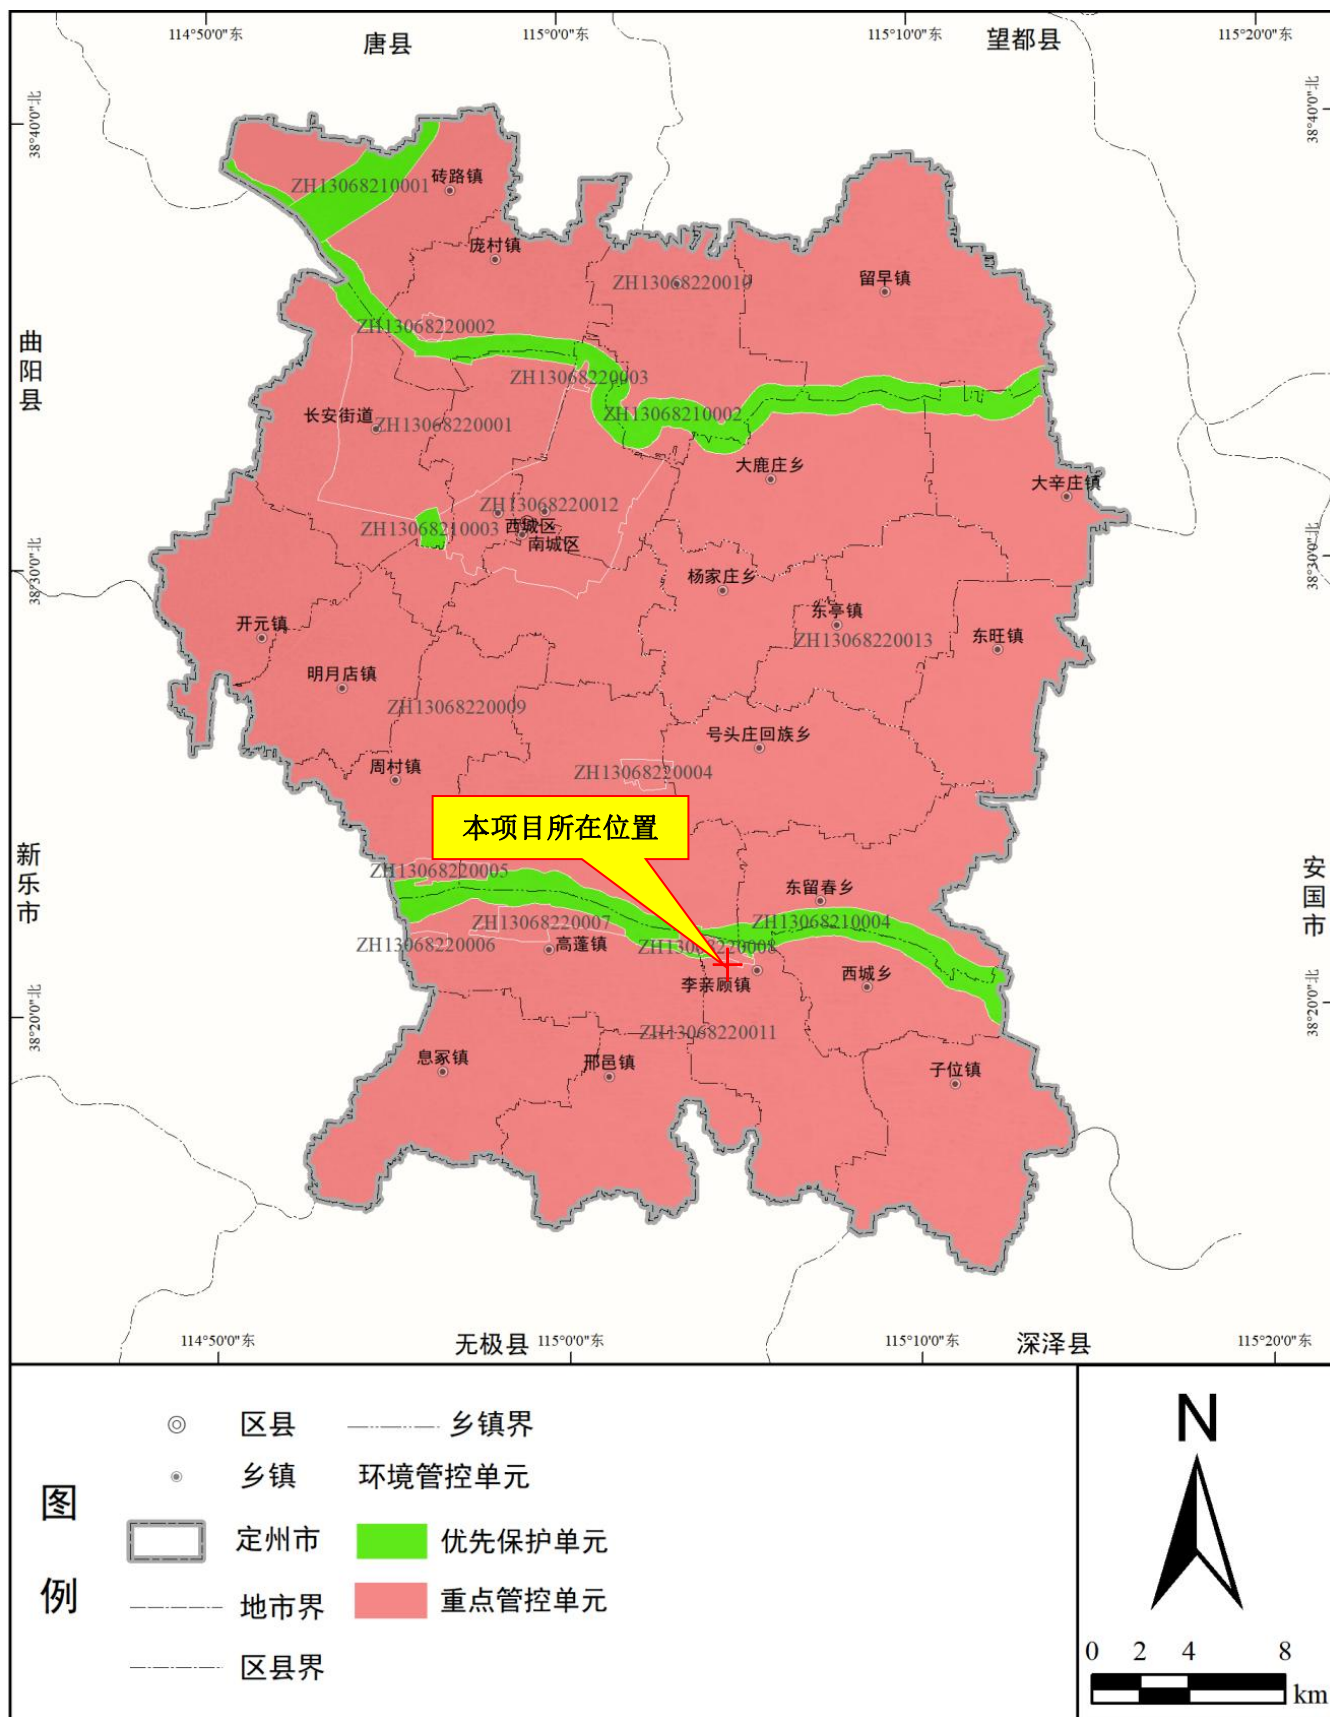 114°50'0"东
115°0'0"东
115°10'0"东
115°20'0"东
唐县
望都县
38°40'0"北
38°40'0"北
ZH13068210001
砖路镇
庞村镇
ZH13068220010
留早镇
曲阳县
ZH13068220002
ZH13068220003
ZH13068210002
长安街道
ZH13068220001
大鹿庄乡
大辛庄镇
ZH13068220012
ZH13068210003
西城区
南城区
38°30'0"北
38°30'0"北
杨家庄乡
东亭镇
ZH13068220013
东旺镇
开元镇
明月店镇
ZH13068220009
号头庄回族乡
周村镇
ZH13068220004
本项目所在位置
新乐市
安国市
ZH13068220005
东留春乡
ZH13068220007
ZH13068210004
ZH13068220006
高蓬镇
ZH13068220008
李亲顾镇
西城乡
38°20'0"北
38°20'0"北
ZH13068220011
息冢镇
邢邑镇
子位镇
114°50'0"东
无极县
115°0'0"东
115°10'0"东
深泽县
115°20'0"东
图例
区县
乡镇界
乡镇
环境管控单元
定州市
优先保护单元
地市界
重点管控单元
区县界
N
0 2 4 8
km